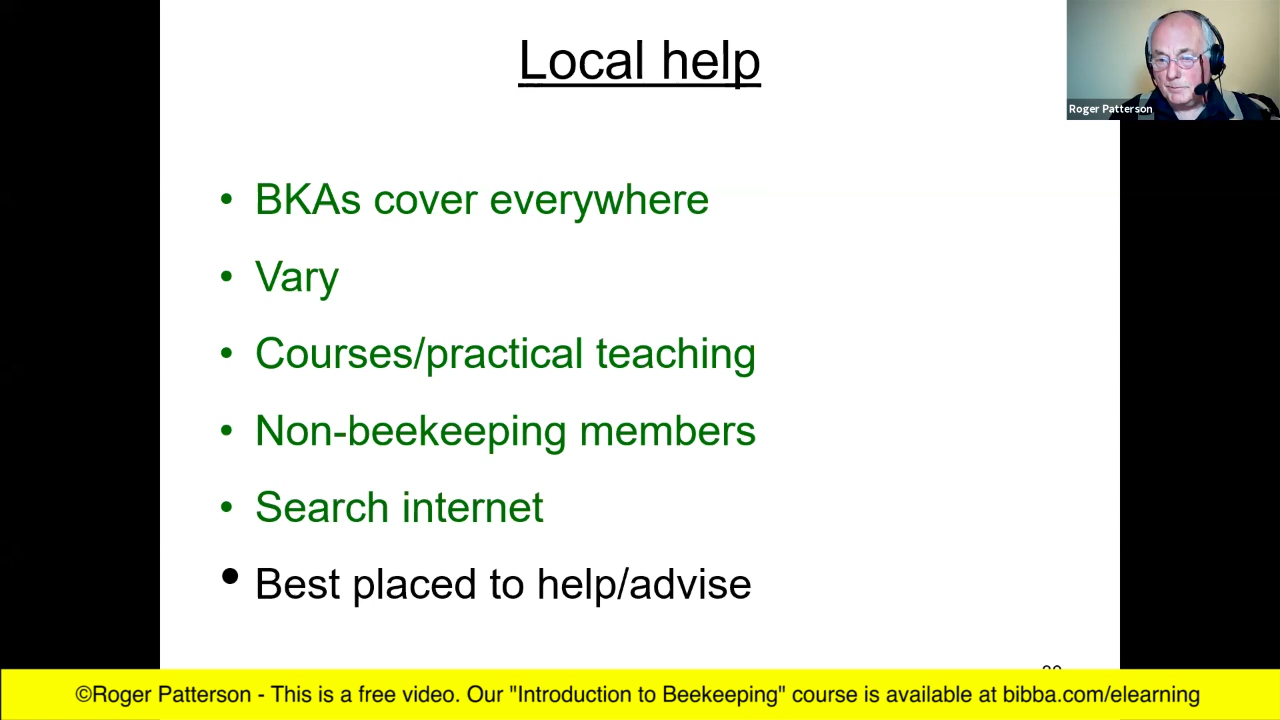 Local help
Roger Patterson
• BKAs cover everywhere
• Vary
• Courses/practical teaching
• Non-beekeeping members
• Search internet
• Best placed to help/advise
©Roger Patterson - This is a free video. Our "Introduction to Beekeeping" course is available at bibba.com/elearning